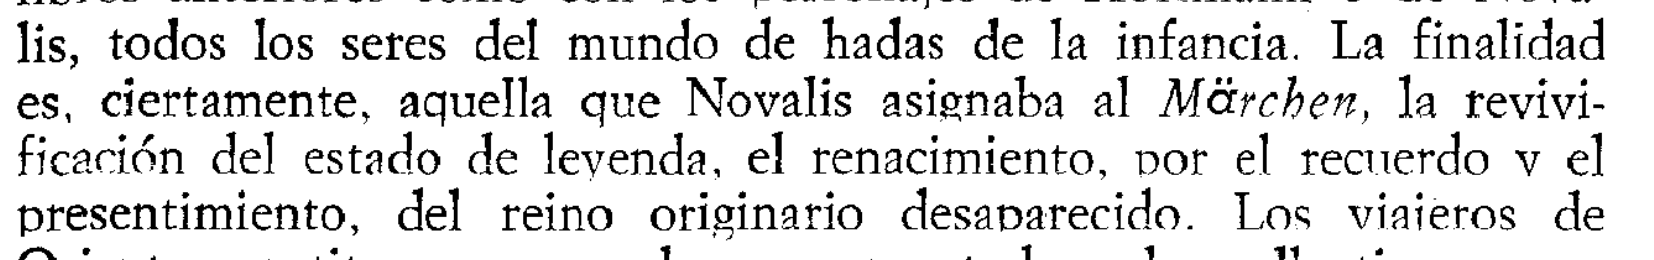 lis, todos los seres del mundo de hadas de la infancia. La finalidad
es, ciertamente, aquella que Novalis asignaba al Märchen, la revivi-
ficación del estado de leyenda, el renacimiento, por el recuerdo y el
presentimiento, del reino originario desaparecido. Los viajeros de